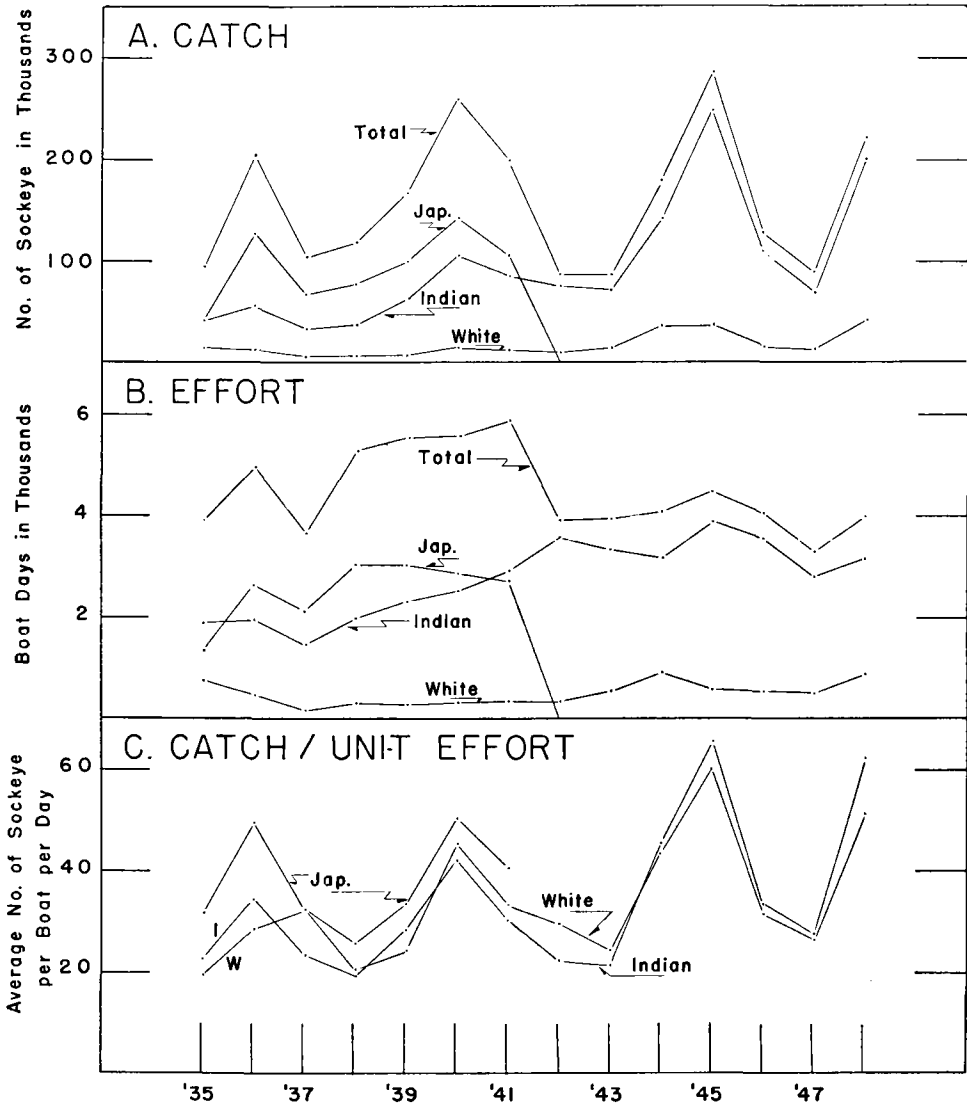 A. CATCH
No. of Sockeye in Thousands
300
200
100
Total
Jap.
Indian
White
B. EFFORT
Boat Days in Thousands
6
4
2
Total
Jap.
Indian
White
C. CATCH / UNIT EFFORT
Average No. of Sockeye
per Boat per Day
60
40
20
I
W
Jap.
White
Indian
'35 '37 '39 '41 '43 '45 '47